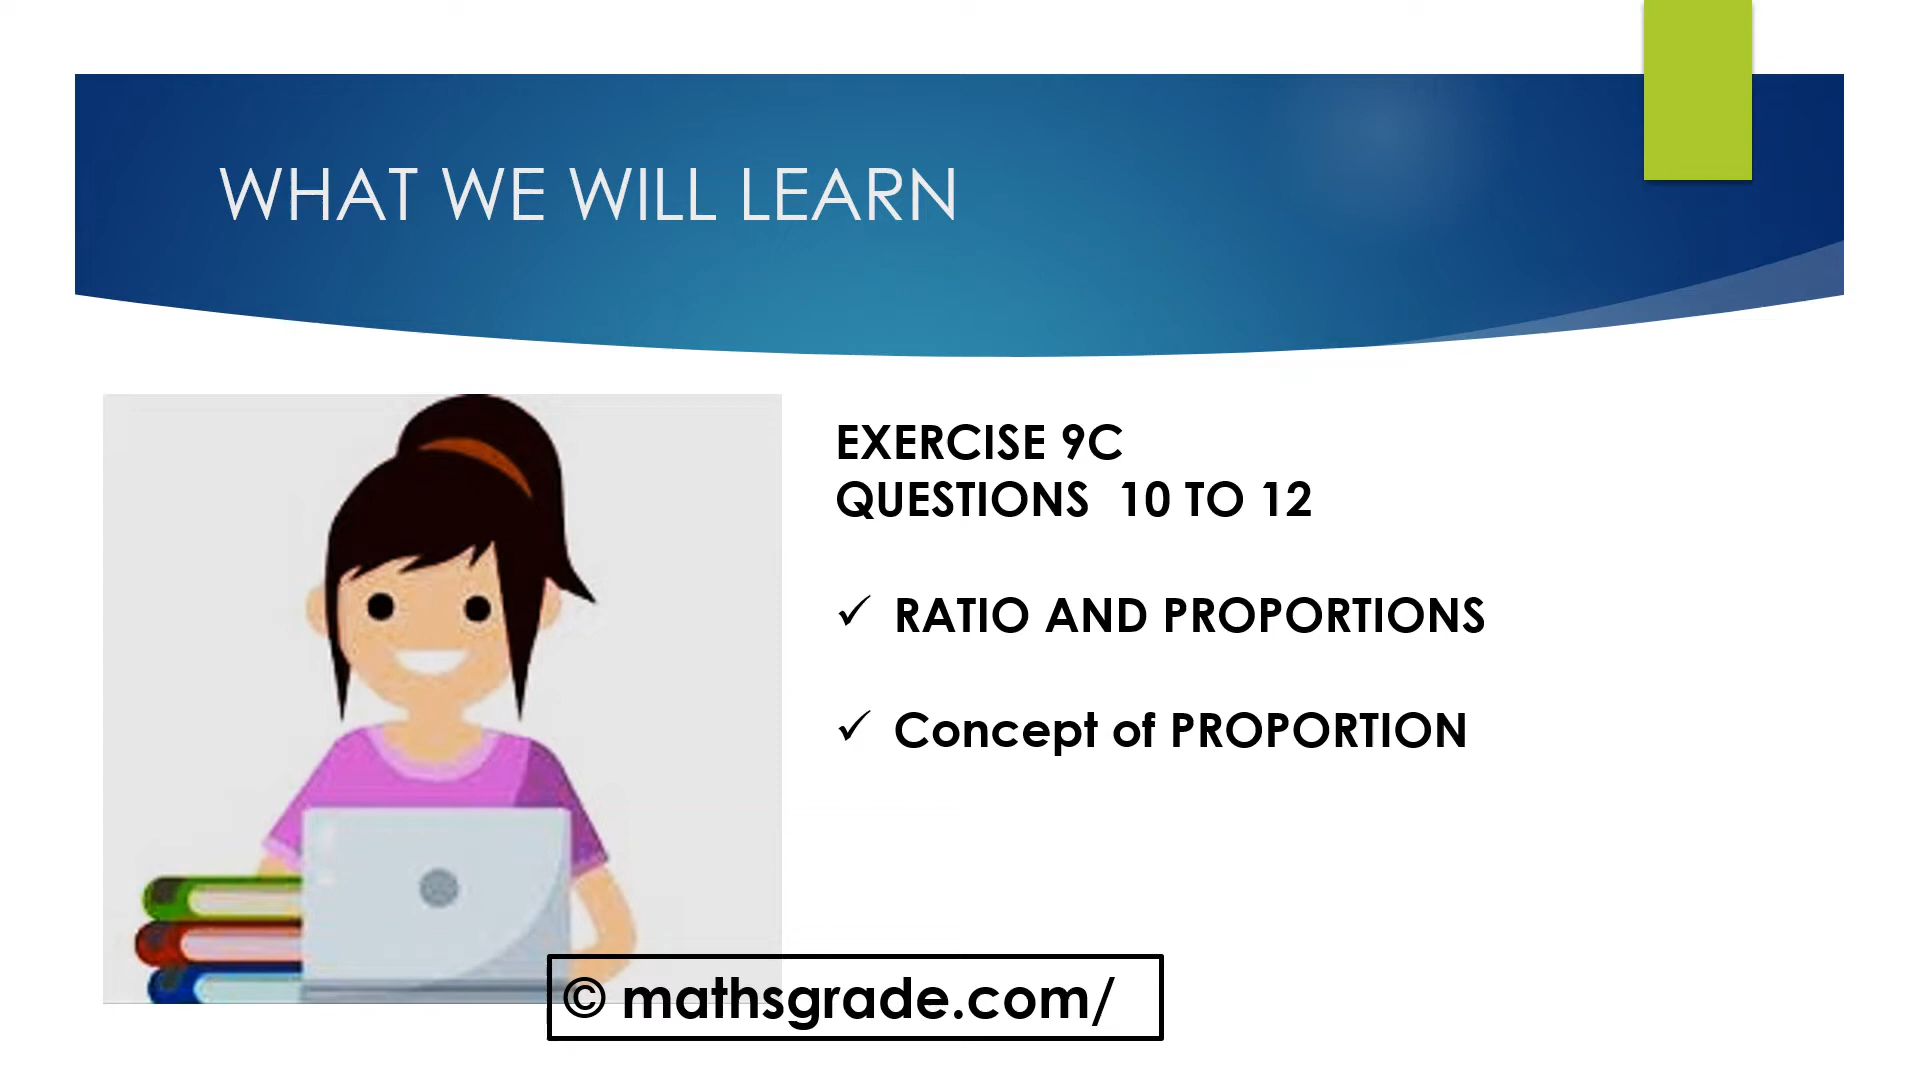 WHAT WE WILL LEARN
EXERCISE 9C
QUESTIONS 10 TO 12
✓ RATIO AND PROPORTIONS
✓ Concept of PROPORTION
© mathsgrade.com/